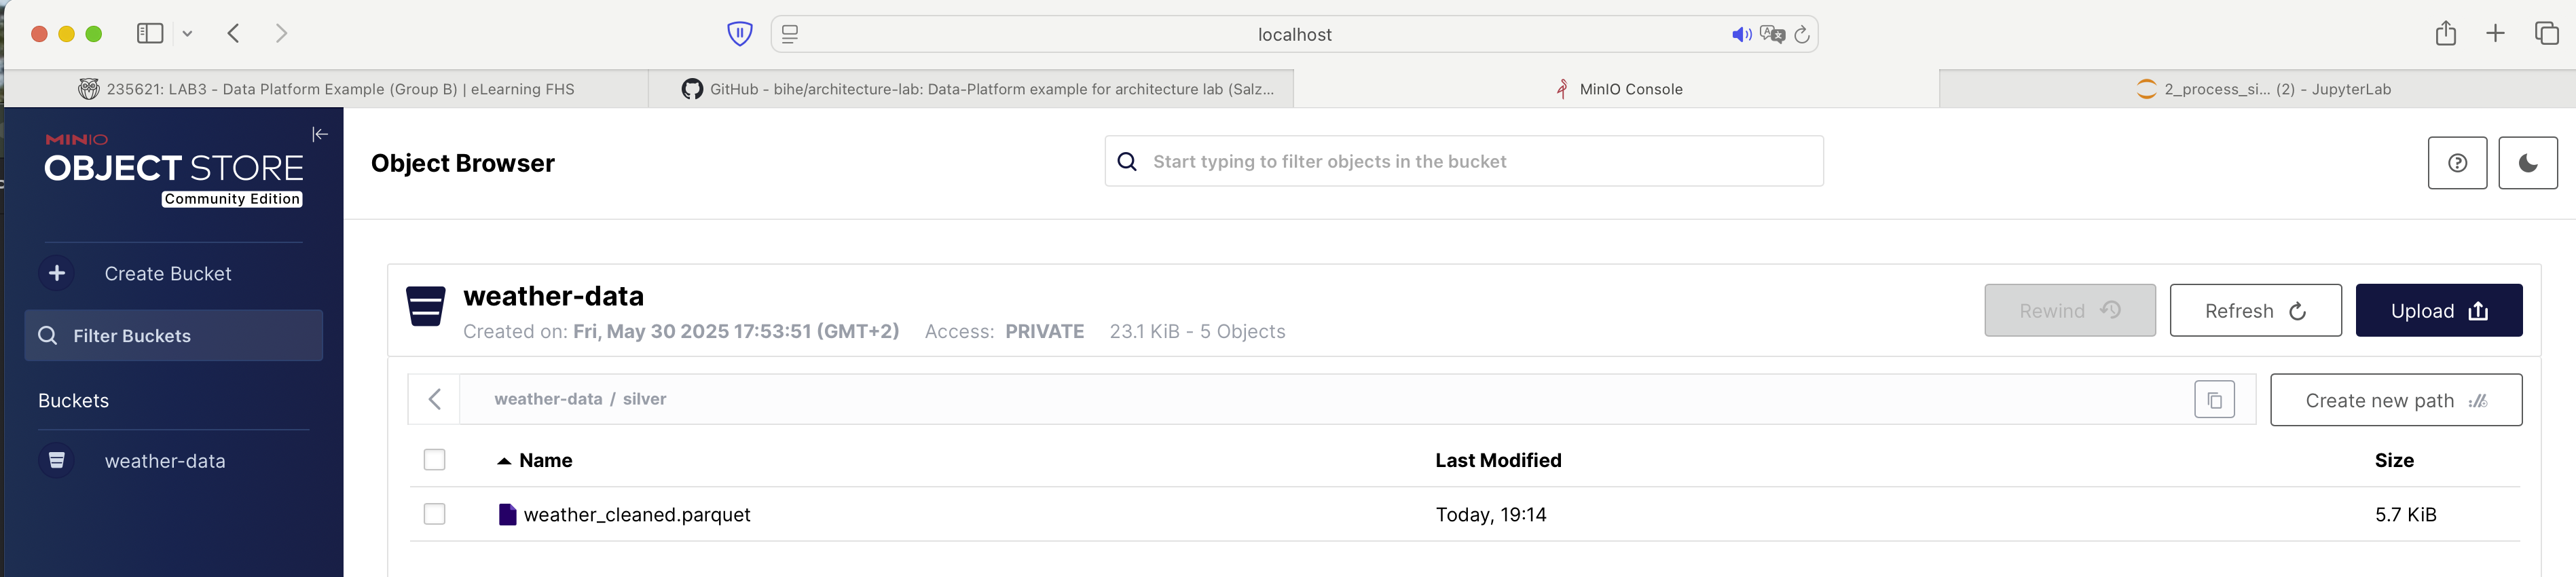 localhost
235621: LAB3 - Data Platform Example (Group B) | eLearning FHS
GitHub - bihe/architecture-lab: Data-Platform example for architecture lab (Salz...
MinIO Console
2_process_si... (2) - JupyterLab
MINIO
OBJECT STORE
Community Edition
Create Bucket
Filter Buckets
Buckets
weather-data
Object Browser
Start typing to filter objects in the bucket
weather-data
Created on: Fri, May 30 2025 17:53:51 (GMT+2) Access: PRIVATE 23.1 KiB - 5 Objects
Rewind
Refresh
Upload
weather-data / silver
Create new path
Name Last Modified Size
weather_cleaned.parquet Today, 19:14 5.7 KiB